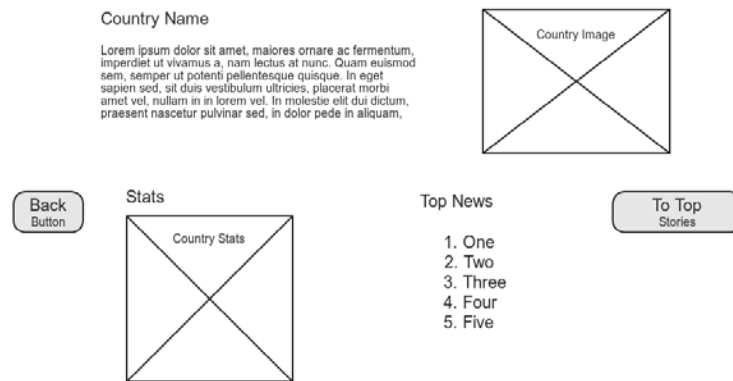 Country Name
Lorem ipsum dolor sit amet, maiores ornare ac fermentum,
imperdiet ut vivamus a, nam lectus at nunc. Quam euismod
sem, semper ut potenti pellentesque quisque. In eget
sapien sed, sit duis vestibulum ultricies, placerat morbi
amet vel, nullam in in lorem vel. In molestie elit dui dictum,
praesent nascetur pulvinar sed, in dolor pede in aliquam,
Country Image
Back
Button
Stats
Country Stats
Top News
1. One
2. Two
3. Three
4. Four
5. Five
To Top
Stories